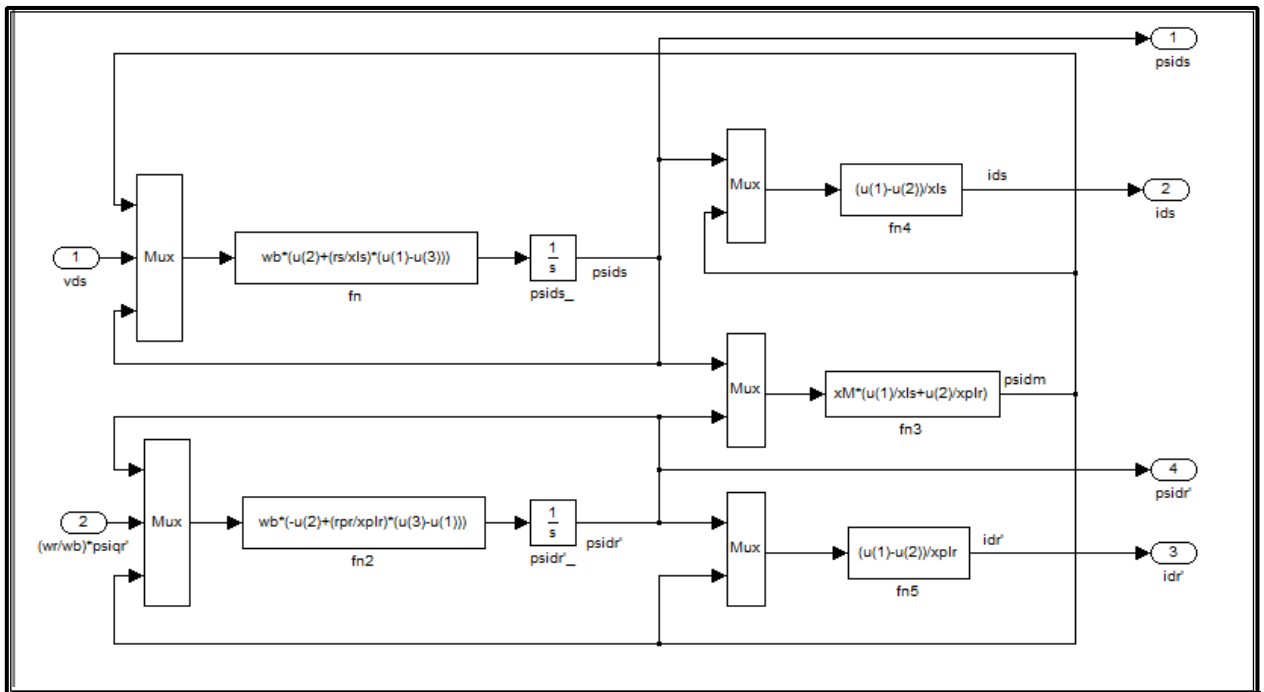 1
psids
Mux
(u(1)-u(2))/xls
fn4
ids
2
ids
1
vds
Mux
wb*(u(2)+(rs/xls)*(u(1)-u(3)))
fn
1
s
psids_
psids
Mux
xM*(u(1)/xls+u(2)/xplr)
fn3
psidm
4
psidr'
2
(wr/wb)*psiqr'
Mux
wb*(-u(2)+(rpr/xplr)*(u(3)-u(1)))
fn2
1
s
psidr'_
psidr'
Mux
(u(1)-u(2))/xplr
fn5
idr'
3
idr'